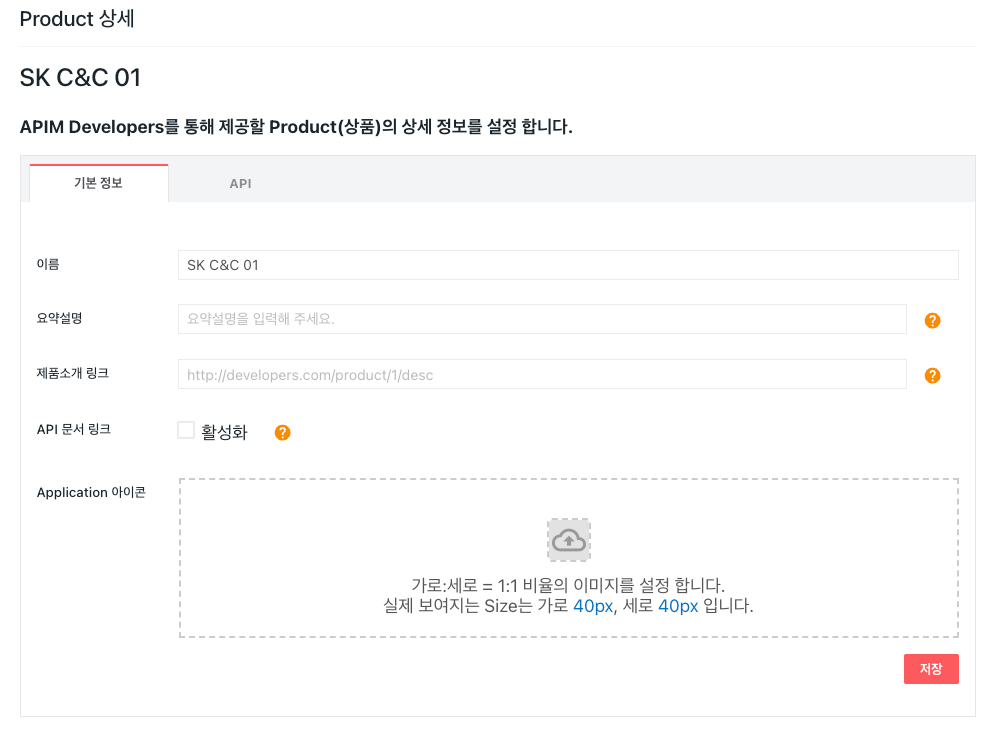 Product 상세
SK C&C 01
APIM Developers를 통해 제공할 Product(상품)의 상세 정보를 설정 합니다.
기본 정보
API
이름
SK C&C 01
요약설명
요약설명을 입력해 주세요.
?
제품소개 링크
http://developers.com/product/1/desc
?
API 문서 링크
활성화
?
Application 아이콘
가로:세로 = 1:1 비율의 이미지를 설정 합니다.
실제 보여지는 Size는 가로 40px, 세로 40px 입니다.
저장